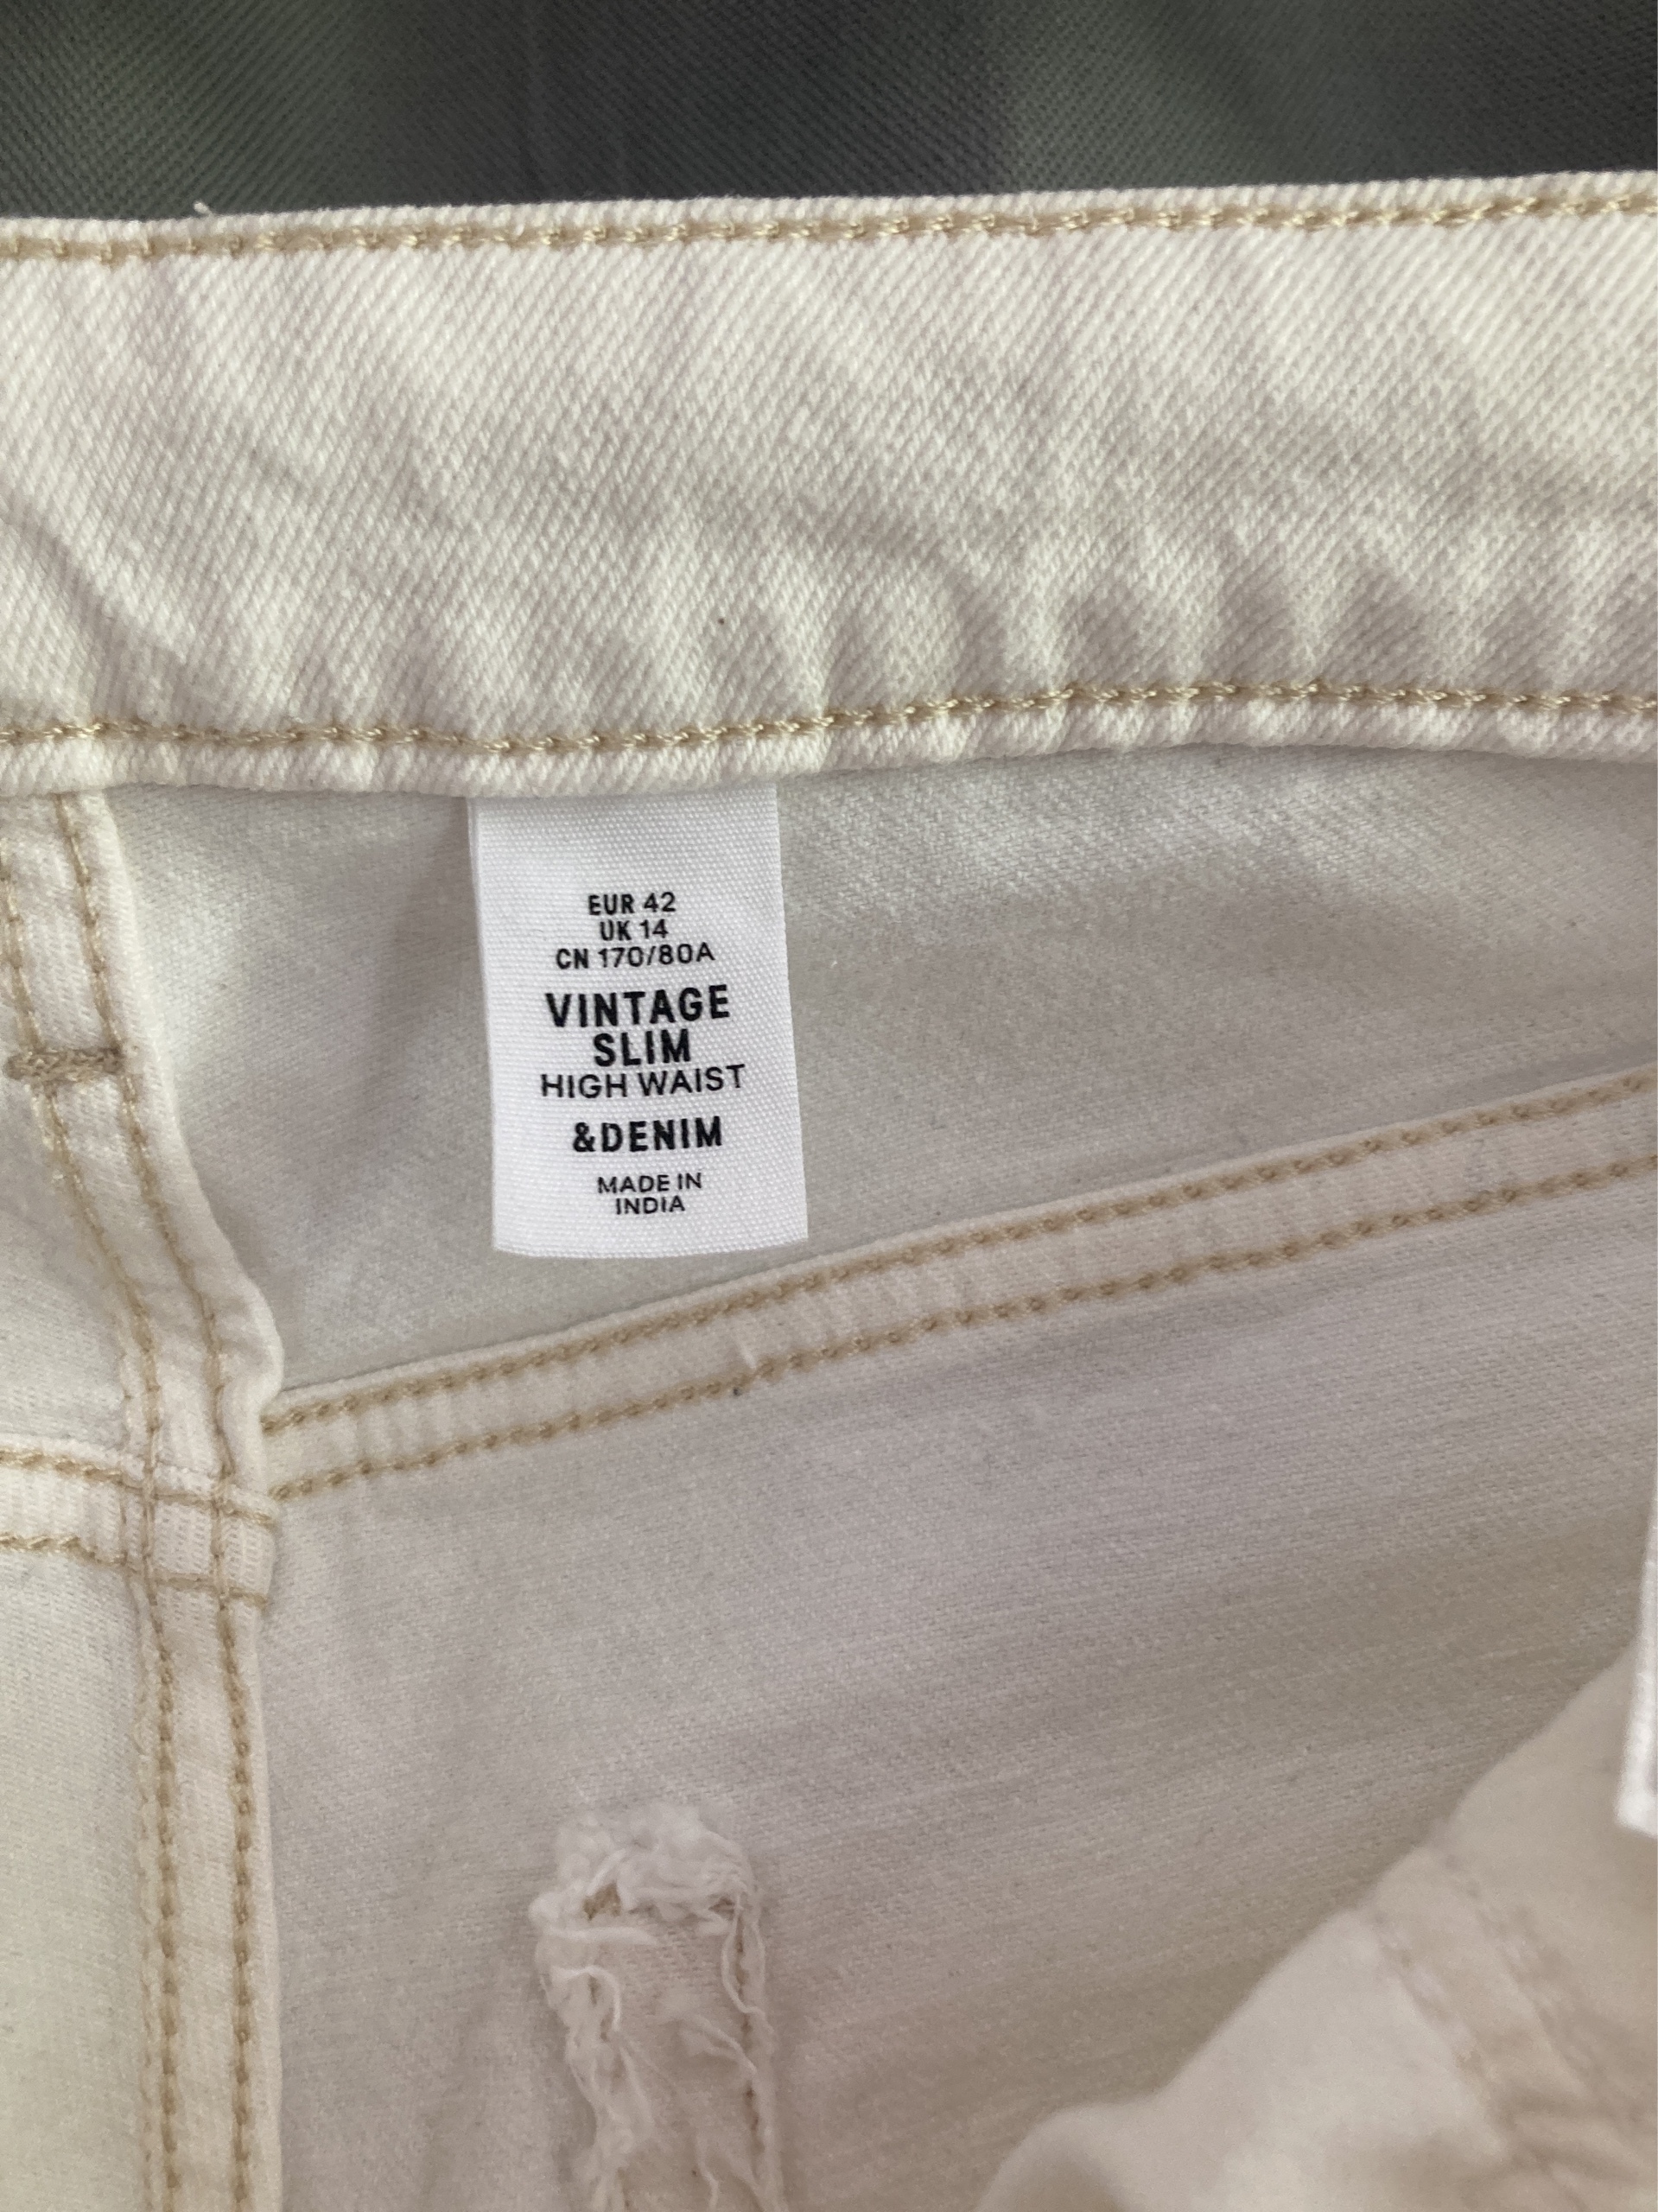 EUR 42
UK 14
CN 170/80A
VINTAGE
SLIM
HIGH WAIST
&DENIM
MADE IN
INDIA